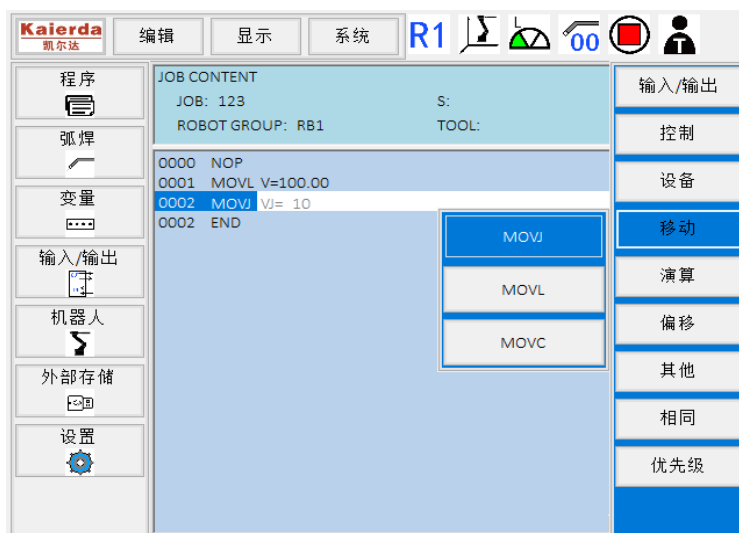 Kaierda
凯尔达
编辑
显示
系统
R1
00
T
程序
弧焊
变量
输入/输出
机器人
外部存储
设置
JOB CONTENT
JOB: 123 S:
ROBOT GROUP: RB1 TOOL:
0000 NOP
0001 MOVL V=100.00
0002 MOVJ VJ= 10
0002 END
MOVJ
MOVL
MOVC
输入/输出
控制
设备
移动
演算
偏移
其他
相同
优先级